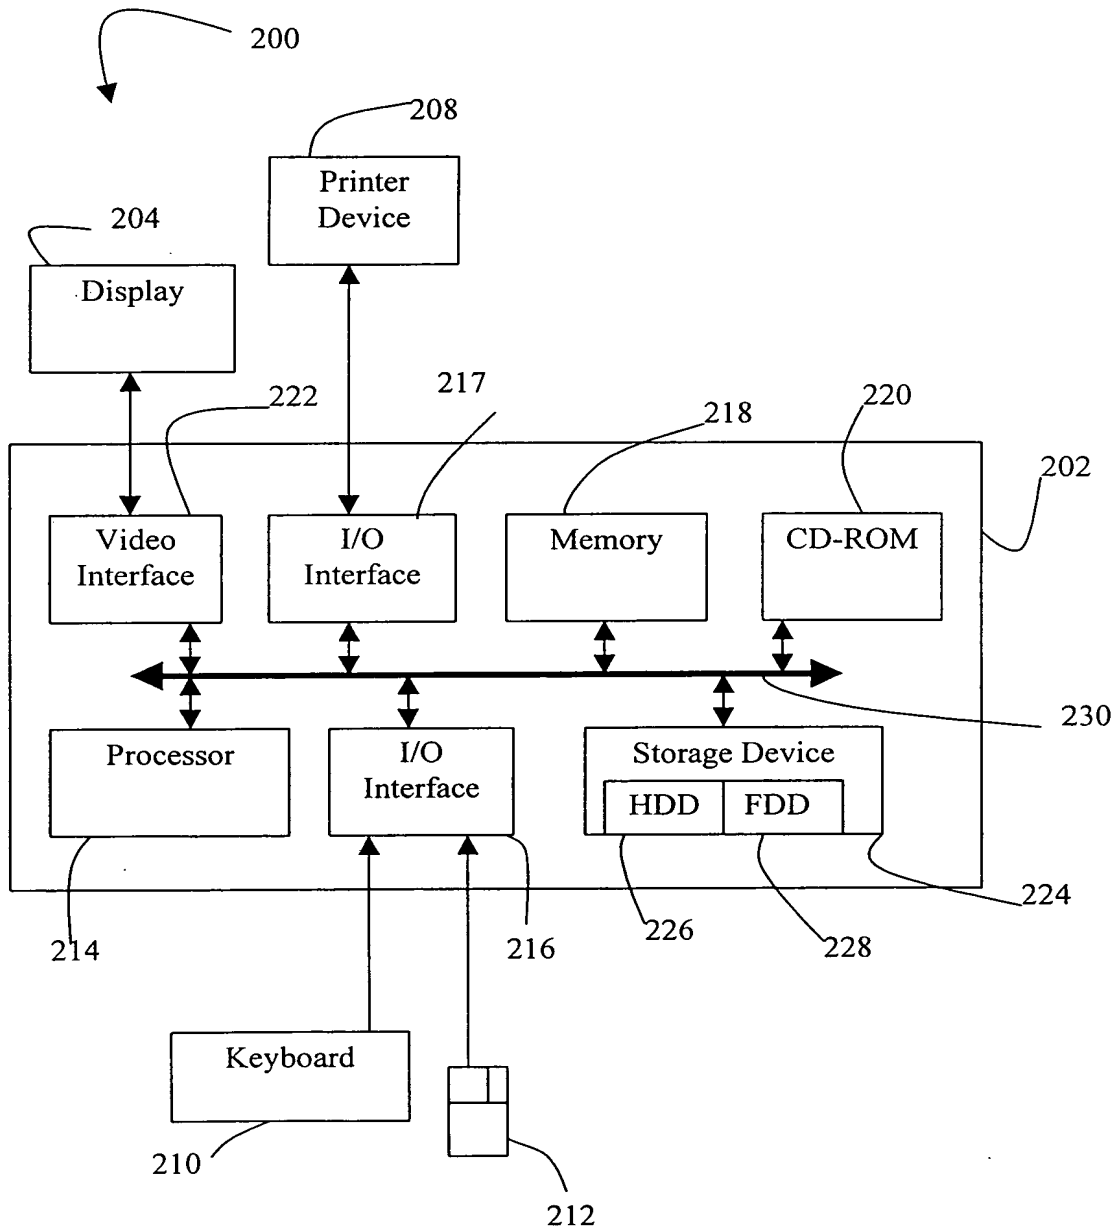 200
208
Printer
Device
204
Display
222
217
218
220
202
Video
Interface
I/O
Interface
Memory
CD-ROM
230
Processor
I/O
Interface
Storage Device
HDD
FDD
214
216
226
228
224
Keyboard
210
212